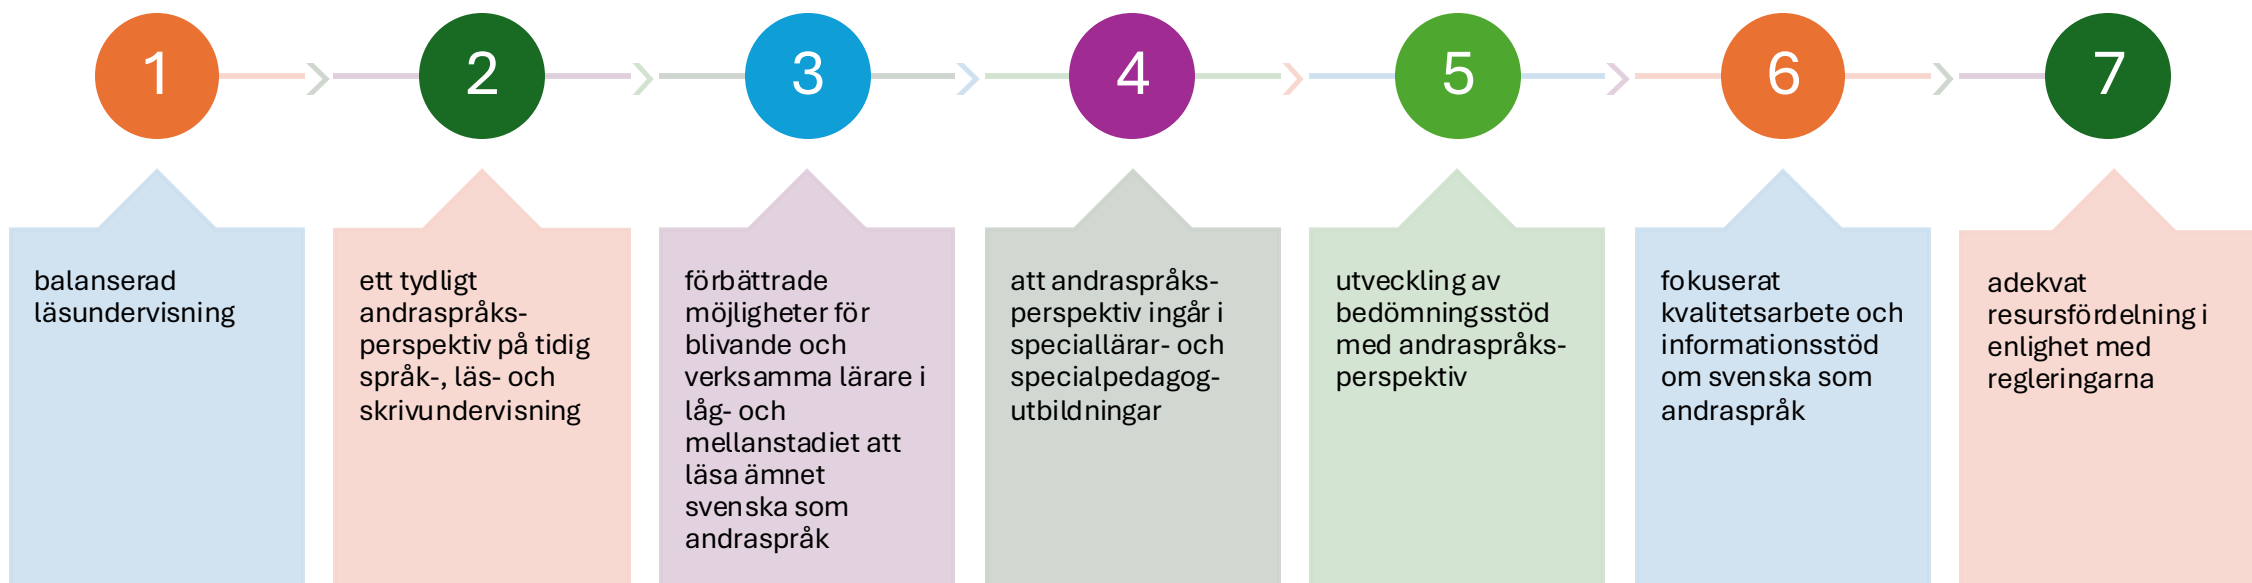 1
balanserad
läsundervisning
2
ett tydligt
andraspråks-
perspektiv på tidig
språk-, läs- och
skrivundervisning
3
förbättrade
möjligheter för
blivande och
verksamma lärare i
låg- och
mellanstadiet att
läsa ämnet
svenska som
andraspråk
4
att andraspråks-
perspektiv ingår i
speciallärar- och
specialpedagog-
utbildningar
5
utveckling av
bedömningsstöd
med andraspråks-
perspektiv
6
fokuserat
kvalitetsarbete och
informationsstöd
om svenska som
andraspråk
7
adekvat
resursfördelning i
enlighet med
regleringarna